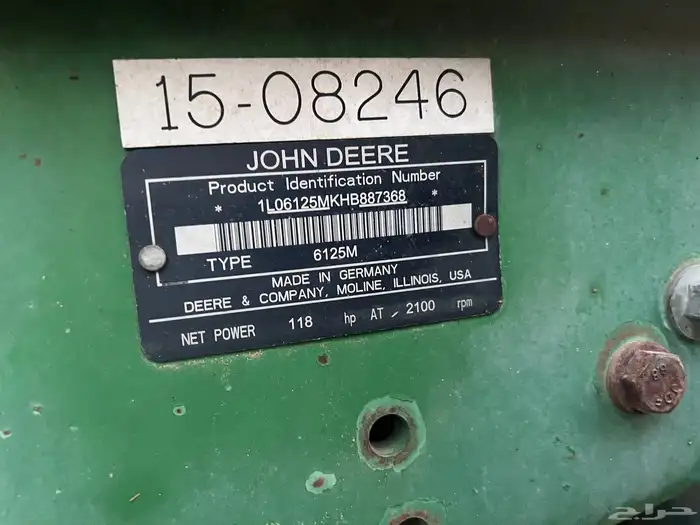 15-08246
JOHN DEERE
Product Identification Number
* 1L06125MKHB887368 *
TYPE 6125M
MADE IN GERMANY
DEERE & COMPANY, MOLINE, ILLINOIS, USA
NET POWER 118 hp AT 2100 rpm
حراج